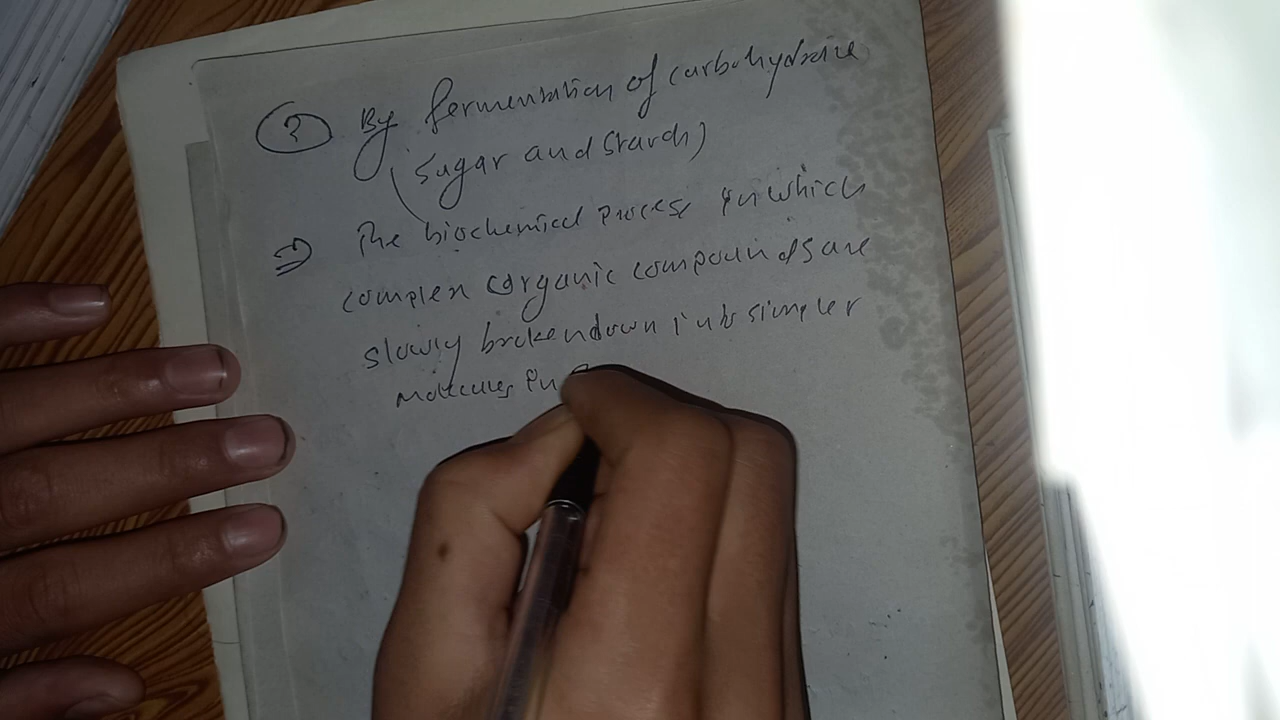 ? By fermentation of carbohydrate
(Sugar and Starch)
⇒ The biochemical process in which
complex organic compounds are
slowly broken down into simpler
molecules in